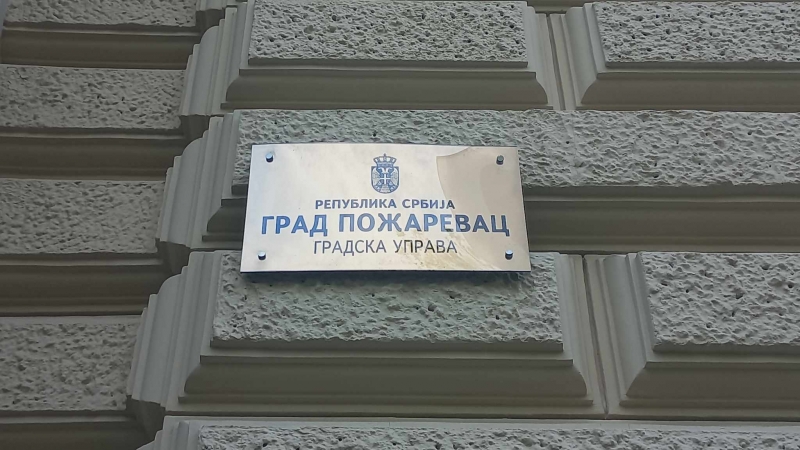 РЕПУБЛИКА СРБИЈА
ГРАД ПОЖАРЕВАЦ
ГРАДСКА УПРАВА